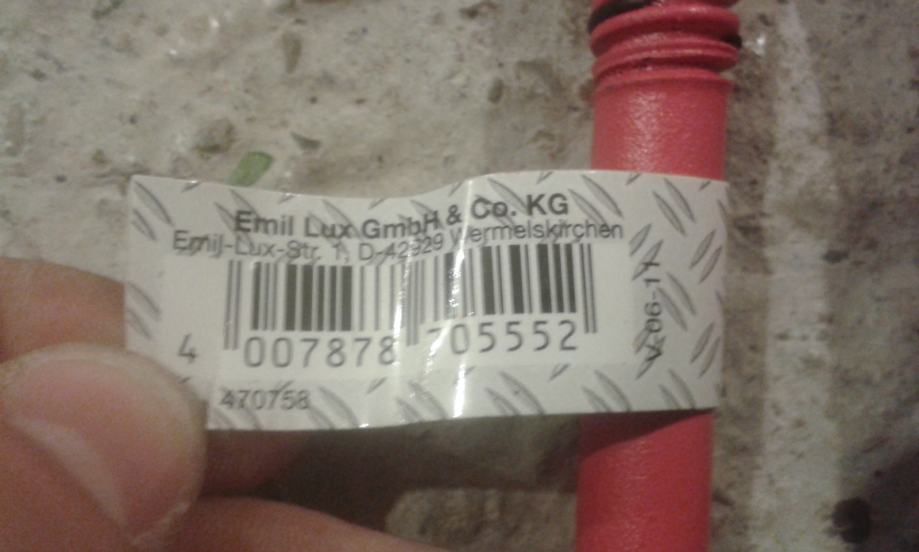 Emil Lux GmbH & Co. KG
Emil-Lux-Str. 1, D-42929 Wermelskirchen
4 007878 705552
470758
V-06-11